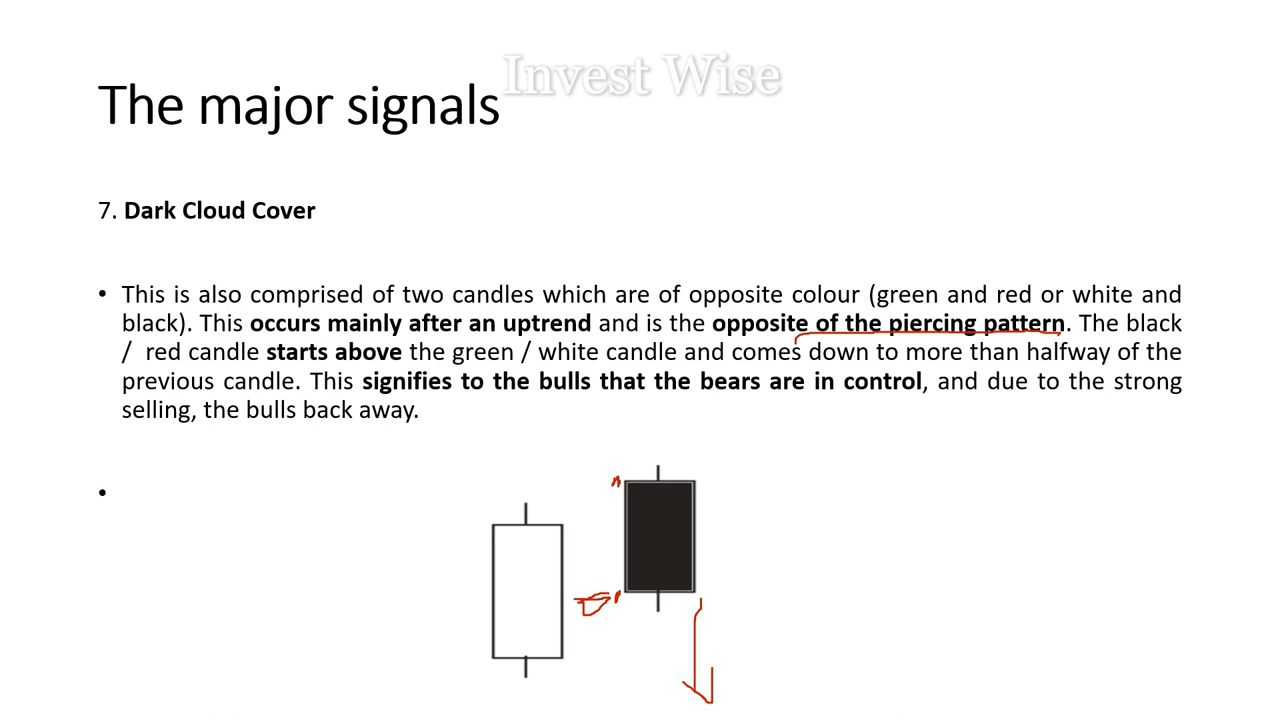 Invest Wise
The major signals
7. Dark Cloud Cover
• This is also comprised of two candles which are of opposite colour (green and red or white and
black). This occurs mainly after an uptrend and is the opposite of the piercing pattern. The black
/ red candle starts above the green / white candle and comes down to more than halfway of the
previous candle. This signifies to the bulls that the bears are in control, and due to the strong
selling, the bulls back away.
•